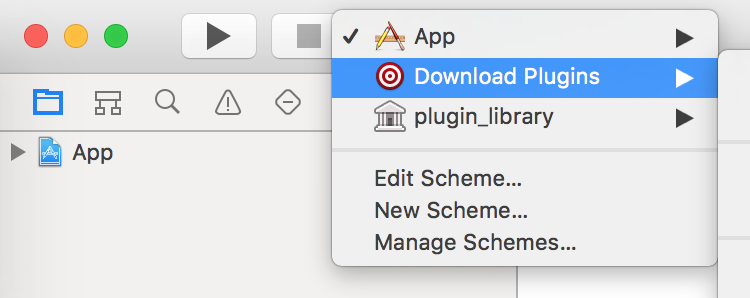 App
Download Plugins
plugin_library
App
Edit Scheme...
New Scheme...
Manage Schemes...